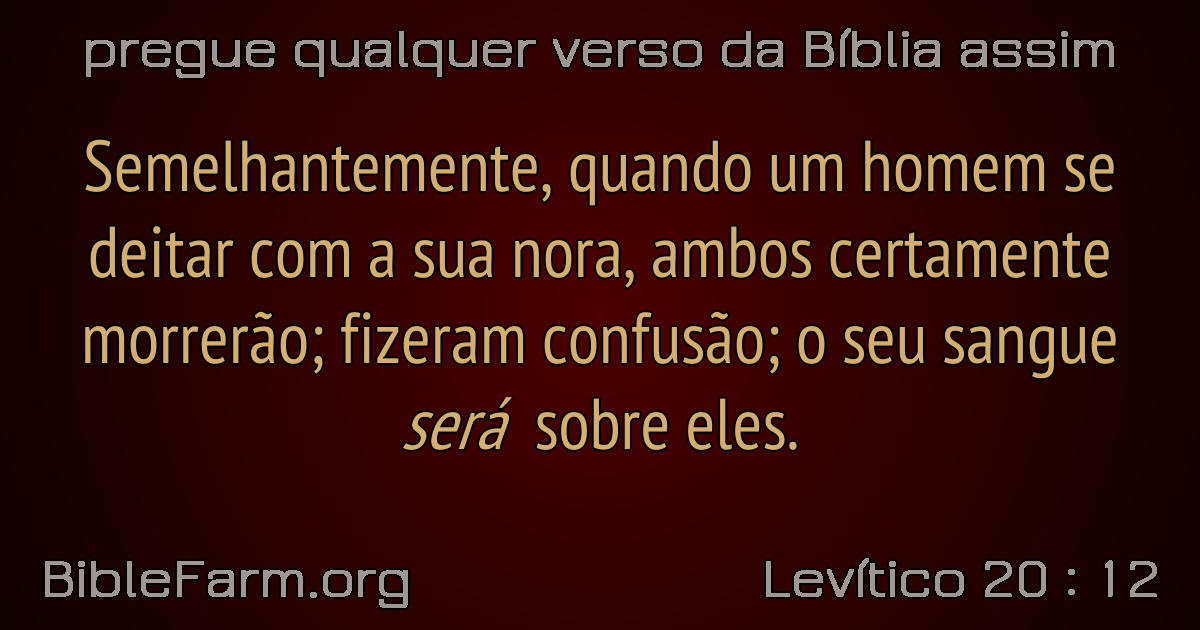 pregue qualquer verso da Bíblia assim
Semelhantemente, quando um homem se
deitar com a sua nora, ambos certamente
morrerão; fizeram confusão; o seu sangue
será sobre eles.
BibleFarm.org
Levítico 20 : 12